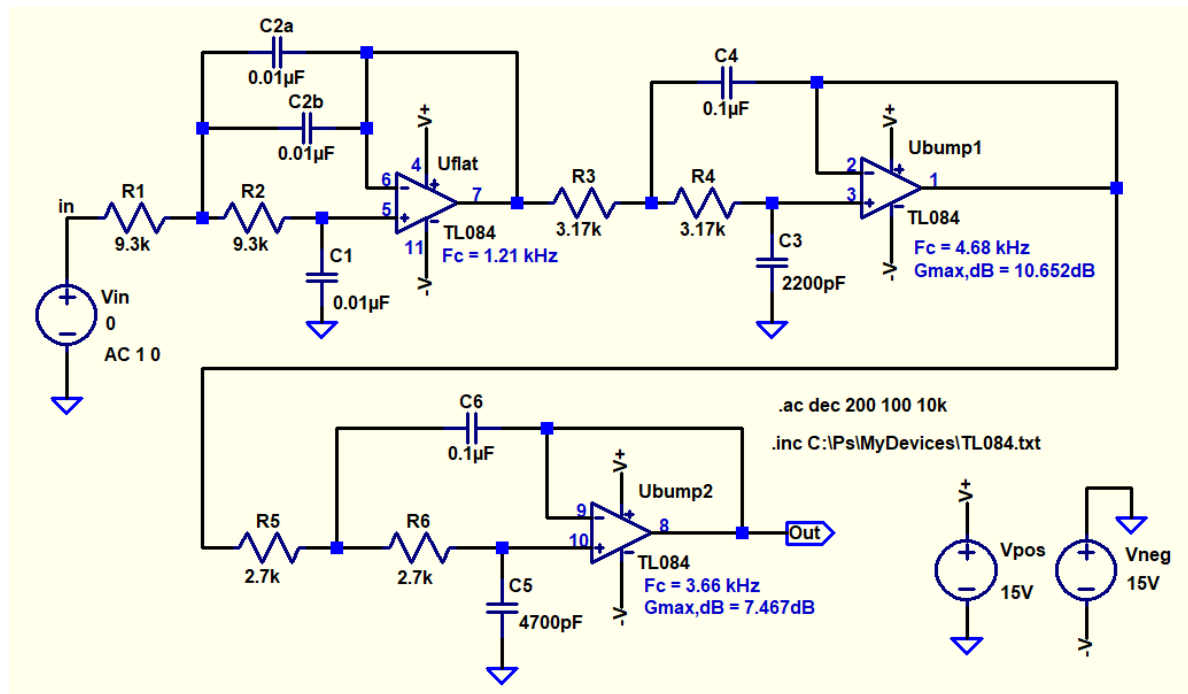 C2a
0.01µF
C2b
0.01µF
R1
9.3k
R2
9.3k
in
C1
0.01µF
Vin
0
AC 1 0
V+
4
Uflat
6
5
7
11
TL084
-V
Fc = 1.21 kHz
R3
3.17k
C4
0.1µF
R4
3.17k
C3
2200pF
V+
Ubump1
2
3
1
TL084
-V
Fc = 4.68 kHz
Gmax,dB = 10.652dB
C6
0.1µF
R5
2.7k
R6
2.7k
C5
4700pF
V+
Ubump2
9
10
8
TL084
-V
Fc = 3.66 kHz
Gmax,dB = 7.467dB
Out
.ac dec 200 100 10k
.inc C:\Ps\MyDevices\TL084.txt
V+
Vpos
15V
Vneg
15V
-V